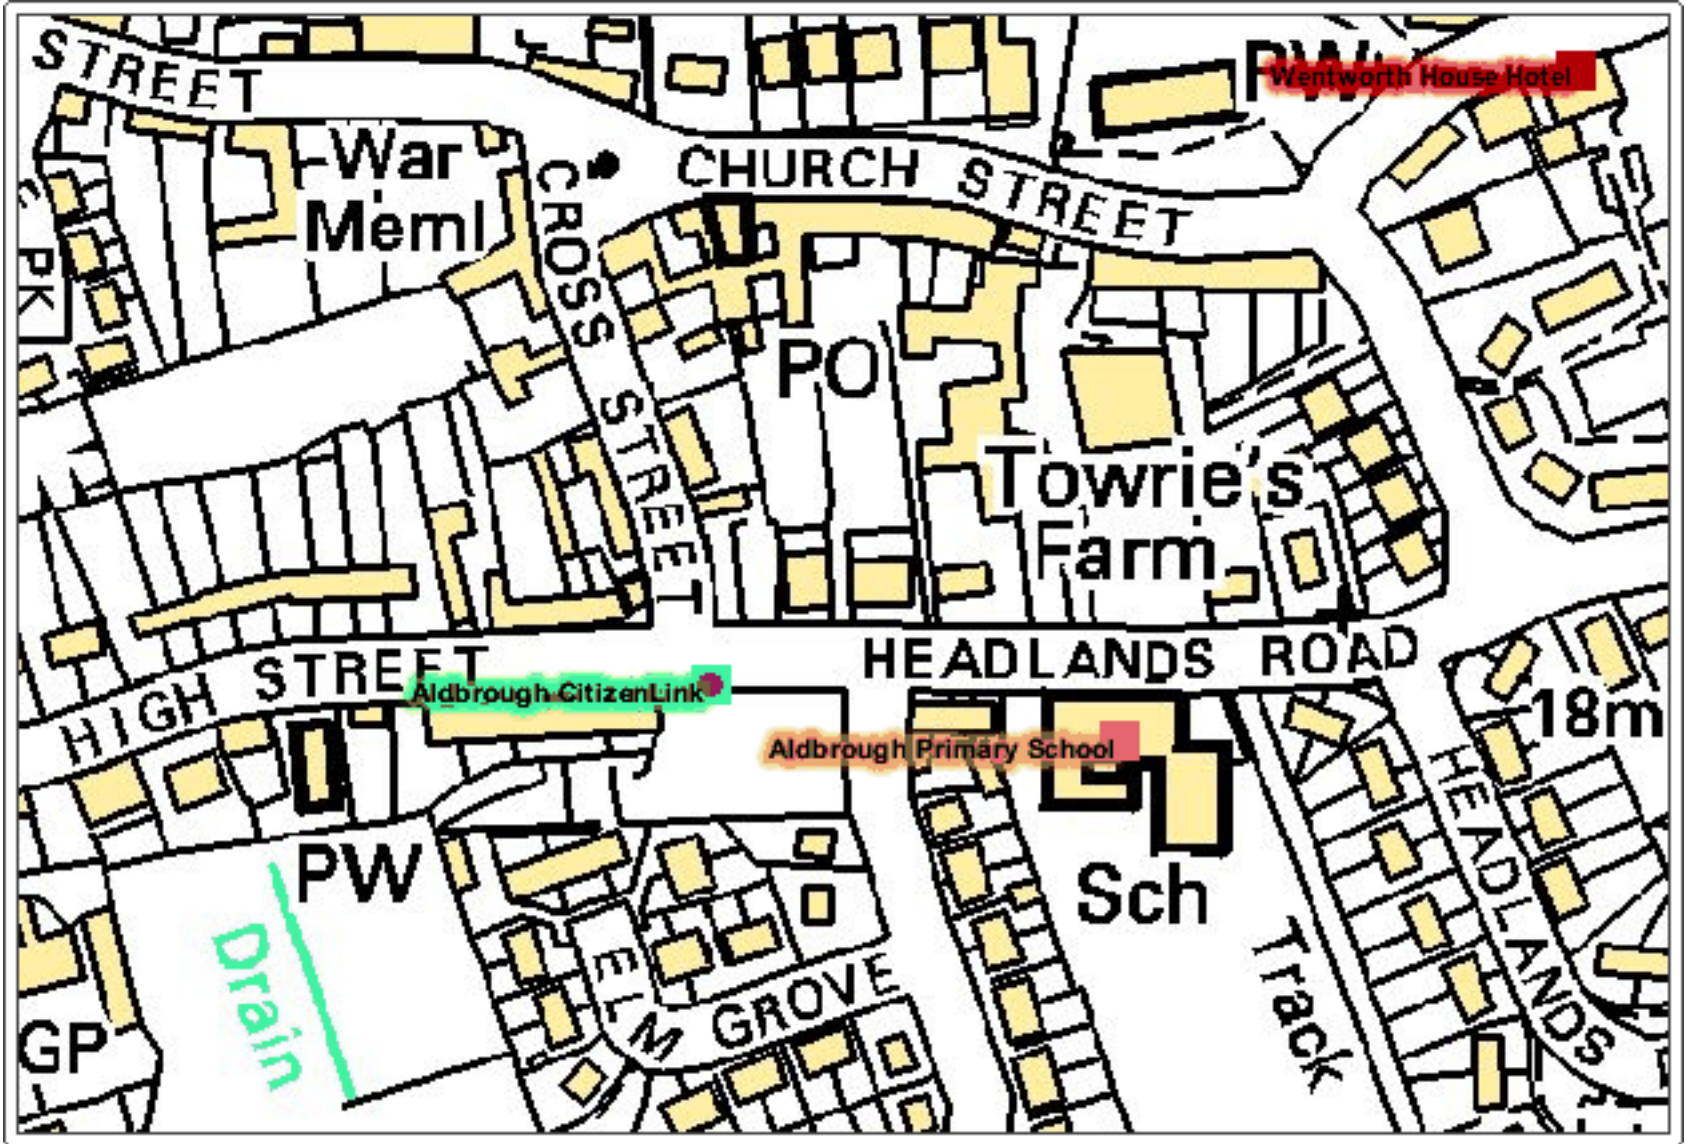 STREET
PW
Wentworth House Hotel
War
Meml
CHURCH STREET
CROSS STREET
PK
PO
Towrie's
Farm
HEADLANDS ROAD
HIGH STREET
Aldbrough CitizenLink
Aldbrough Primary School
18m
PW
Sch
HEADLANDS
Drain
ELM GROVE
Track
GP